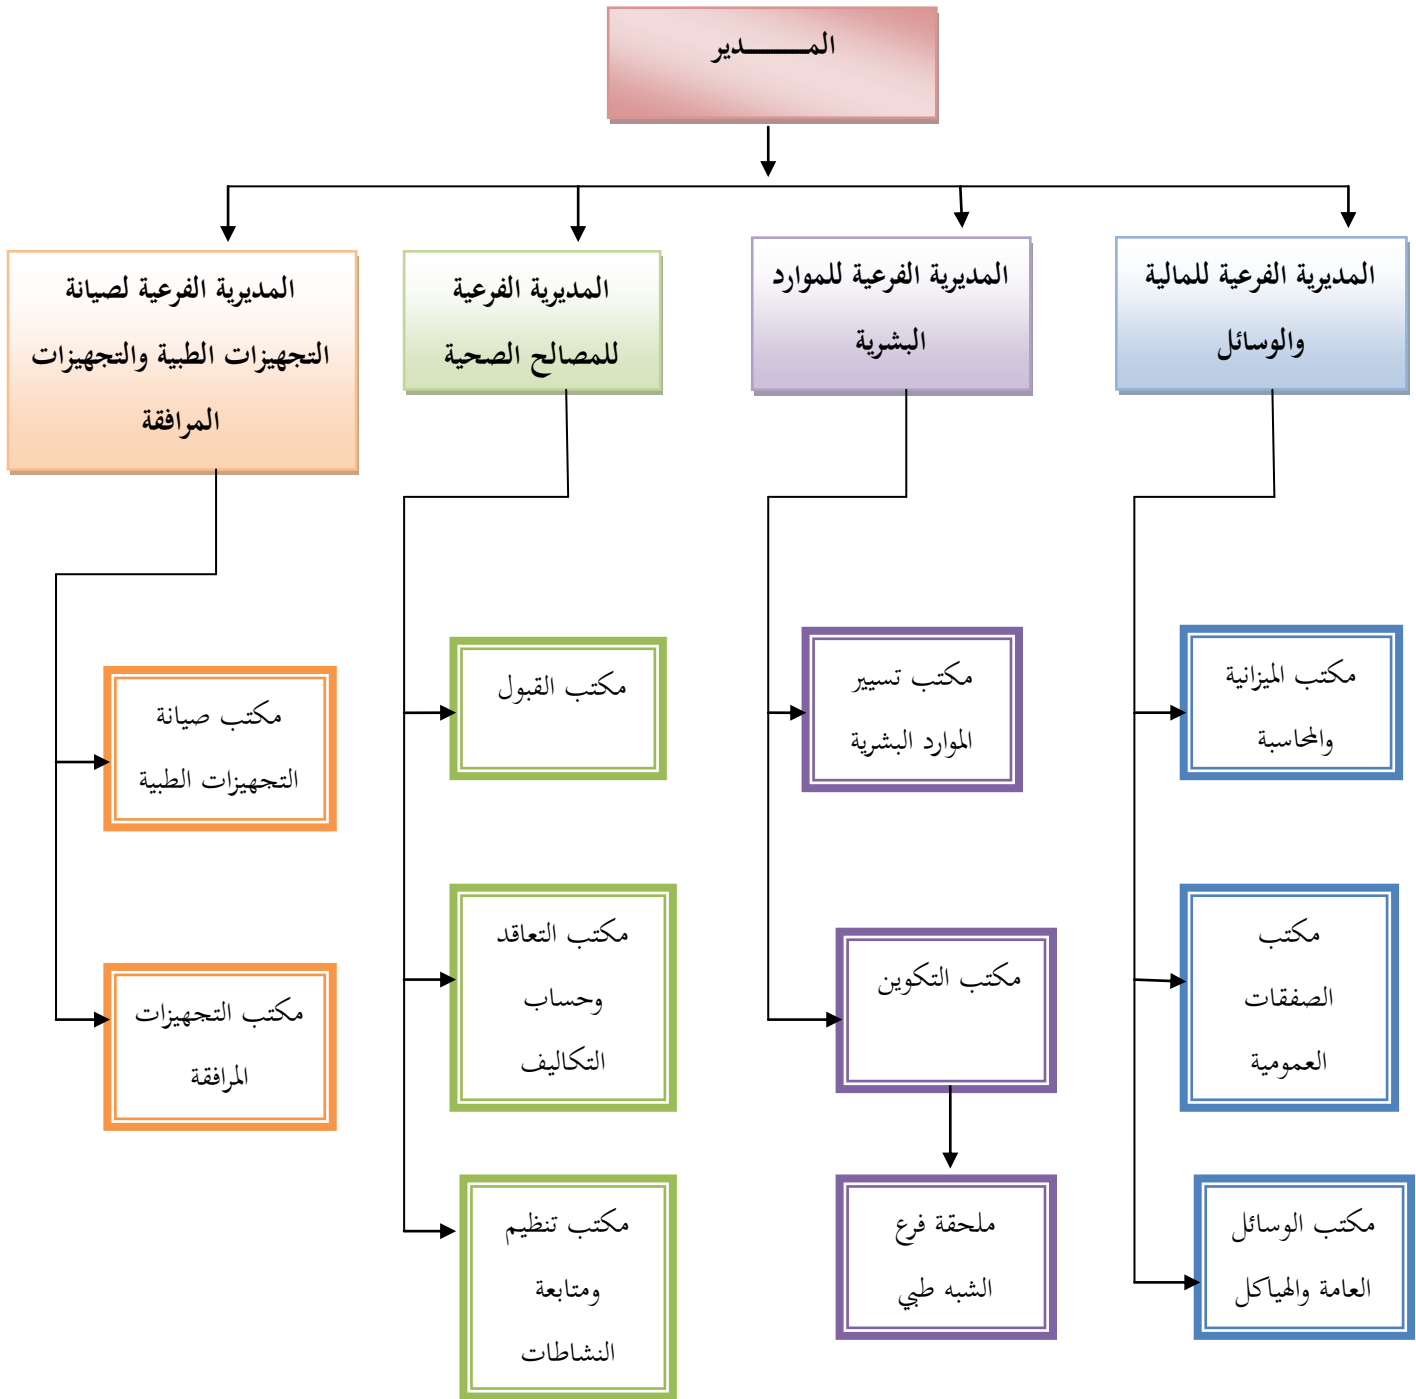 المـــــــــدير
المديرية الفرعية للمالية
والوسائل
المديرية الفرعية للموارد
البشرية
المديرية الفرعية
للمصالح الصحية
المديرية الفرعية لصيانة
التجهيزات الطبية والتجهيزات
المرافقة
مكتب الميزانية
والمحاسبة
مكتب
الصفقات
العمومية
مكتب الوسائل
العامة والهياكل
مكتب تسيير
الموارد البشرية
مكتب التكوين
ملحقة فرع
الشبه طبي
مكتب القبول
مكتب التعاقد
وحساب
التكاليف
مكتب تنظيم
ومتابعة
النشاطات
مكتب صيانة
التجهيزات الطبية
مكتب التجهيزات
المرافقة